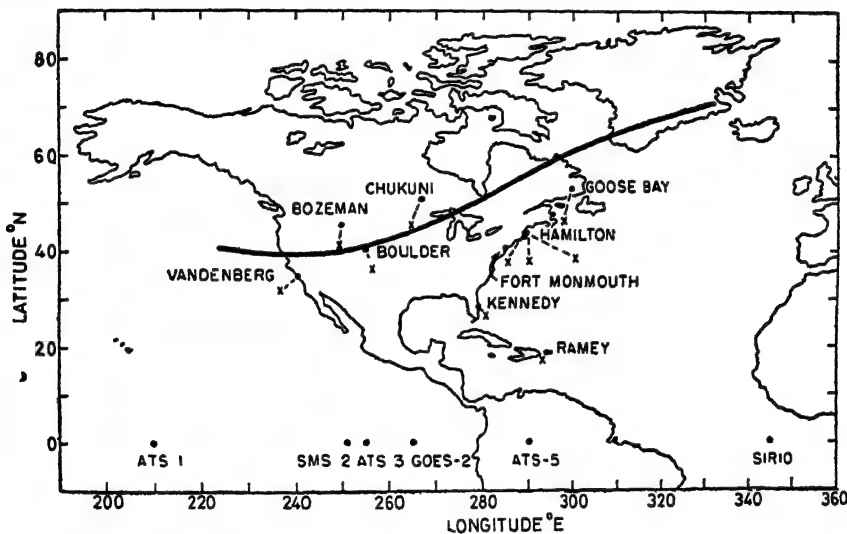 80
60
40
20
0
LATITUDE °N
CHUKUNI
BOZEMAN
GOOSE BAY
HAMILTON
BOULDER
VANDENBERG
FORT MONMOUTH
KENNEDY
RAMEY
ATS 1
SMS 2
ATS 3
GOES-2
ATS-5
SIRIO
200
220
240
260
280
300
320
340
360
LONGITUDE °E